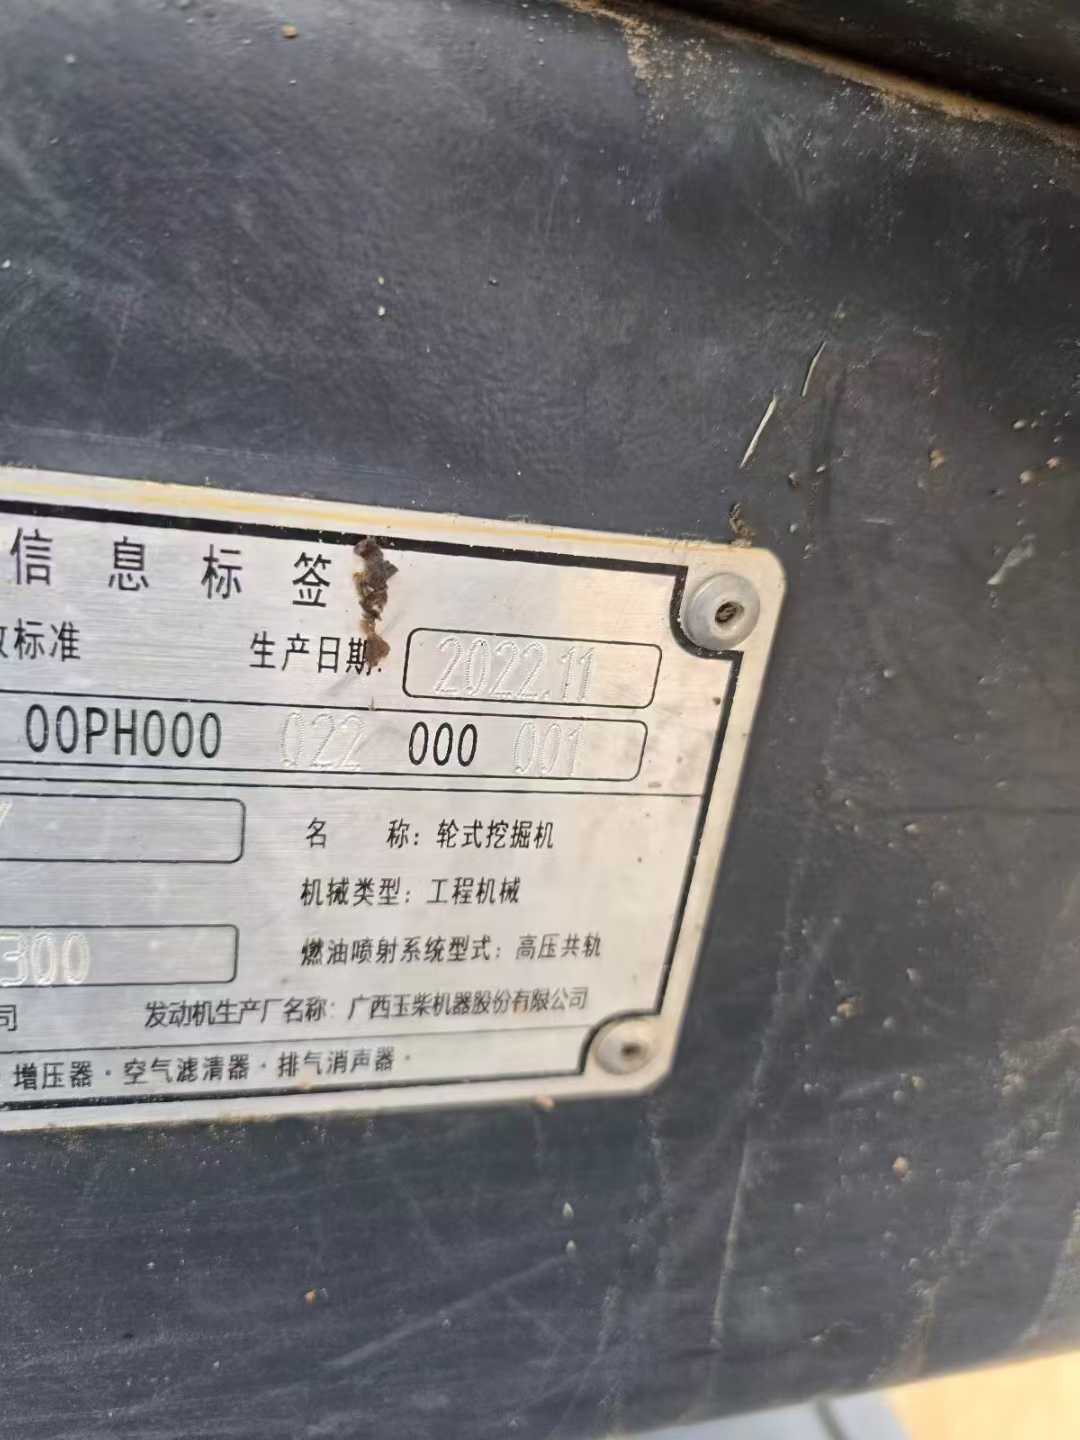 信息标签
标准 生产日期: 2022.11
00PH000 022 000 001
名 称: 轮式挖掘机
机械类型: 工程机械
300 燃油喷射系统型式: 高压共轨
司 发动机生产厂名称: 广西玉柴机器股份有限公司
增压器·空气滤清器·排气消声器·